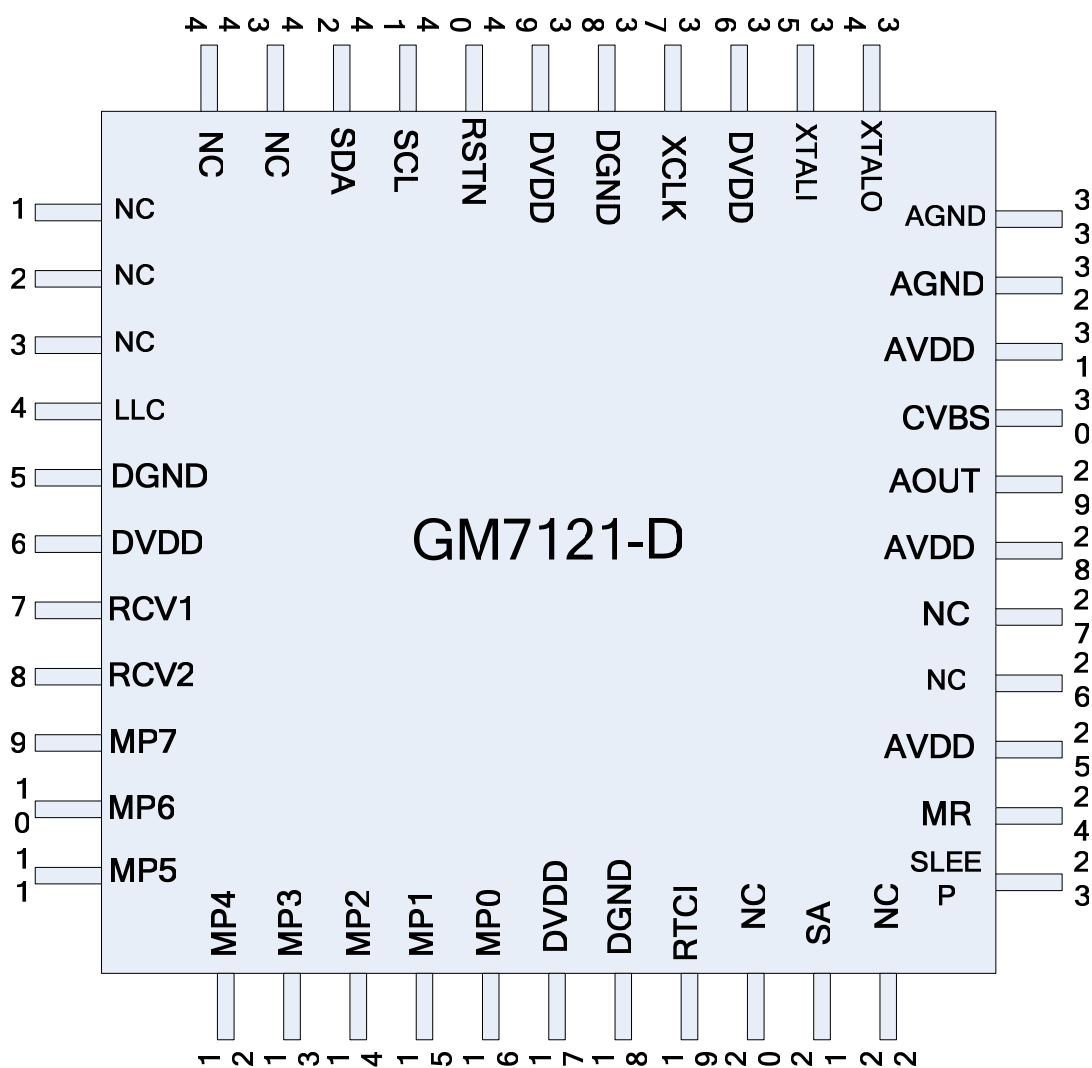 44 43 42 41 40 39 38 37 36 35 34
NC NC SDA SCL RSTN DVDD DGND XCLK DVDD XTALI XTALO
1 NC
2 NC
3 NC
4 LLC
5 DGND
6 DVDD
7 RCV1
8 RCV2
9 MP7
10 MP6
11 MP5
GM7121-D
AGND 33
AGND 32
AVDD 31
CVBS 30
AOUT 29
AVDD 28
NC 27
NC 26
AVDD 25
MR 24
SLEE
P 23
MP4 MP3 MP2 MP1 MP0 DVDD DGND RTCI NC SA NC
12 13 14 15 16 17 18 19 20 21 22